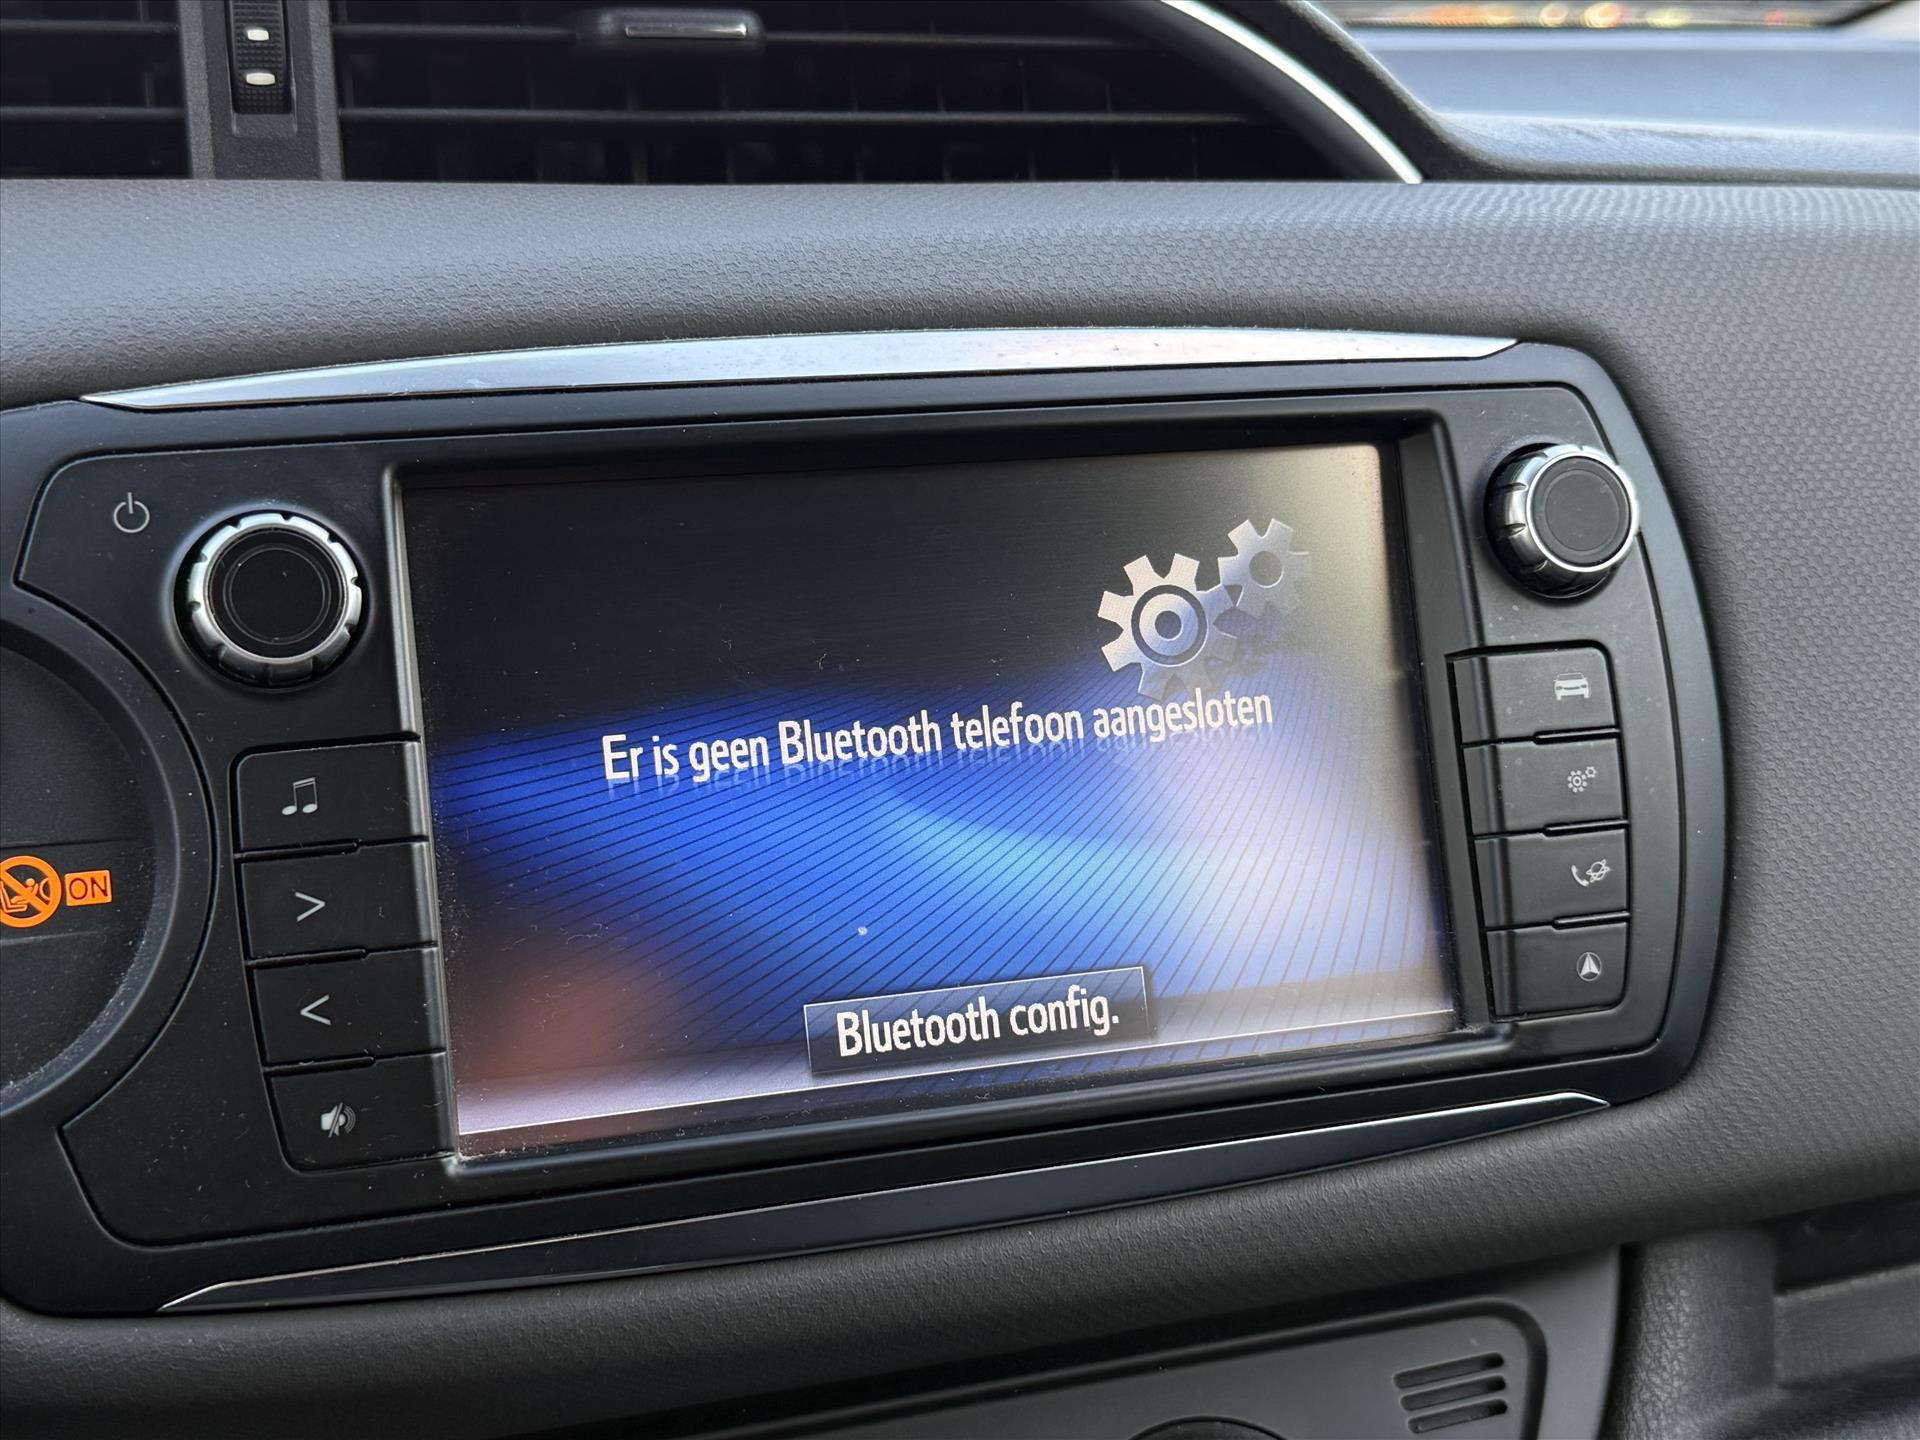 Er is geen Bluetooth telefoon aangesloten
ON
Bluetooth config.